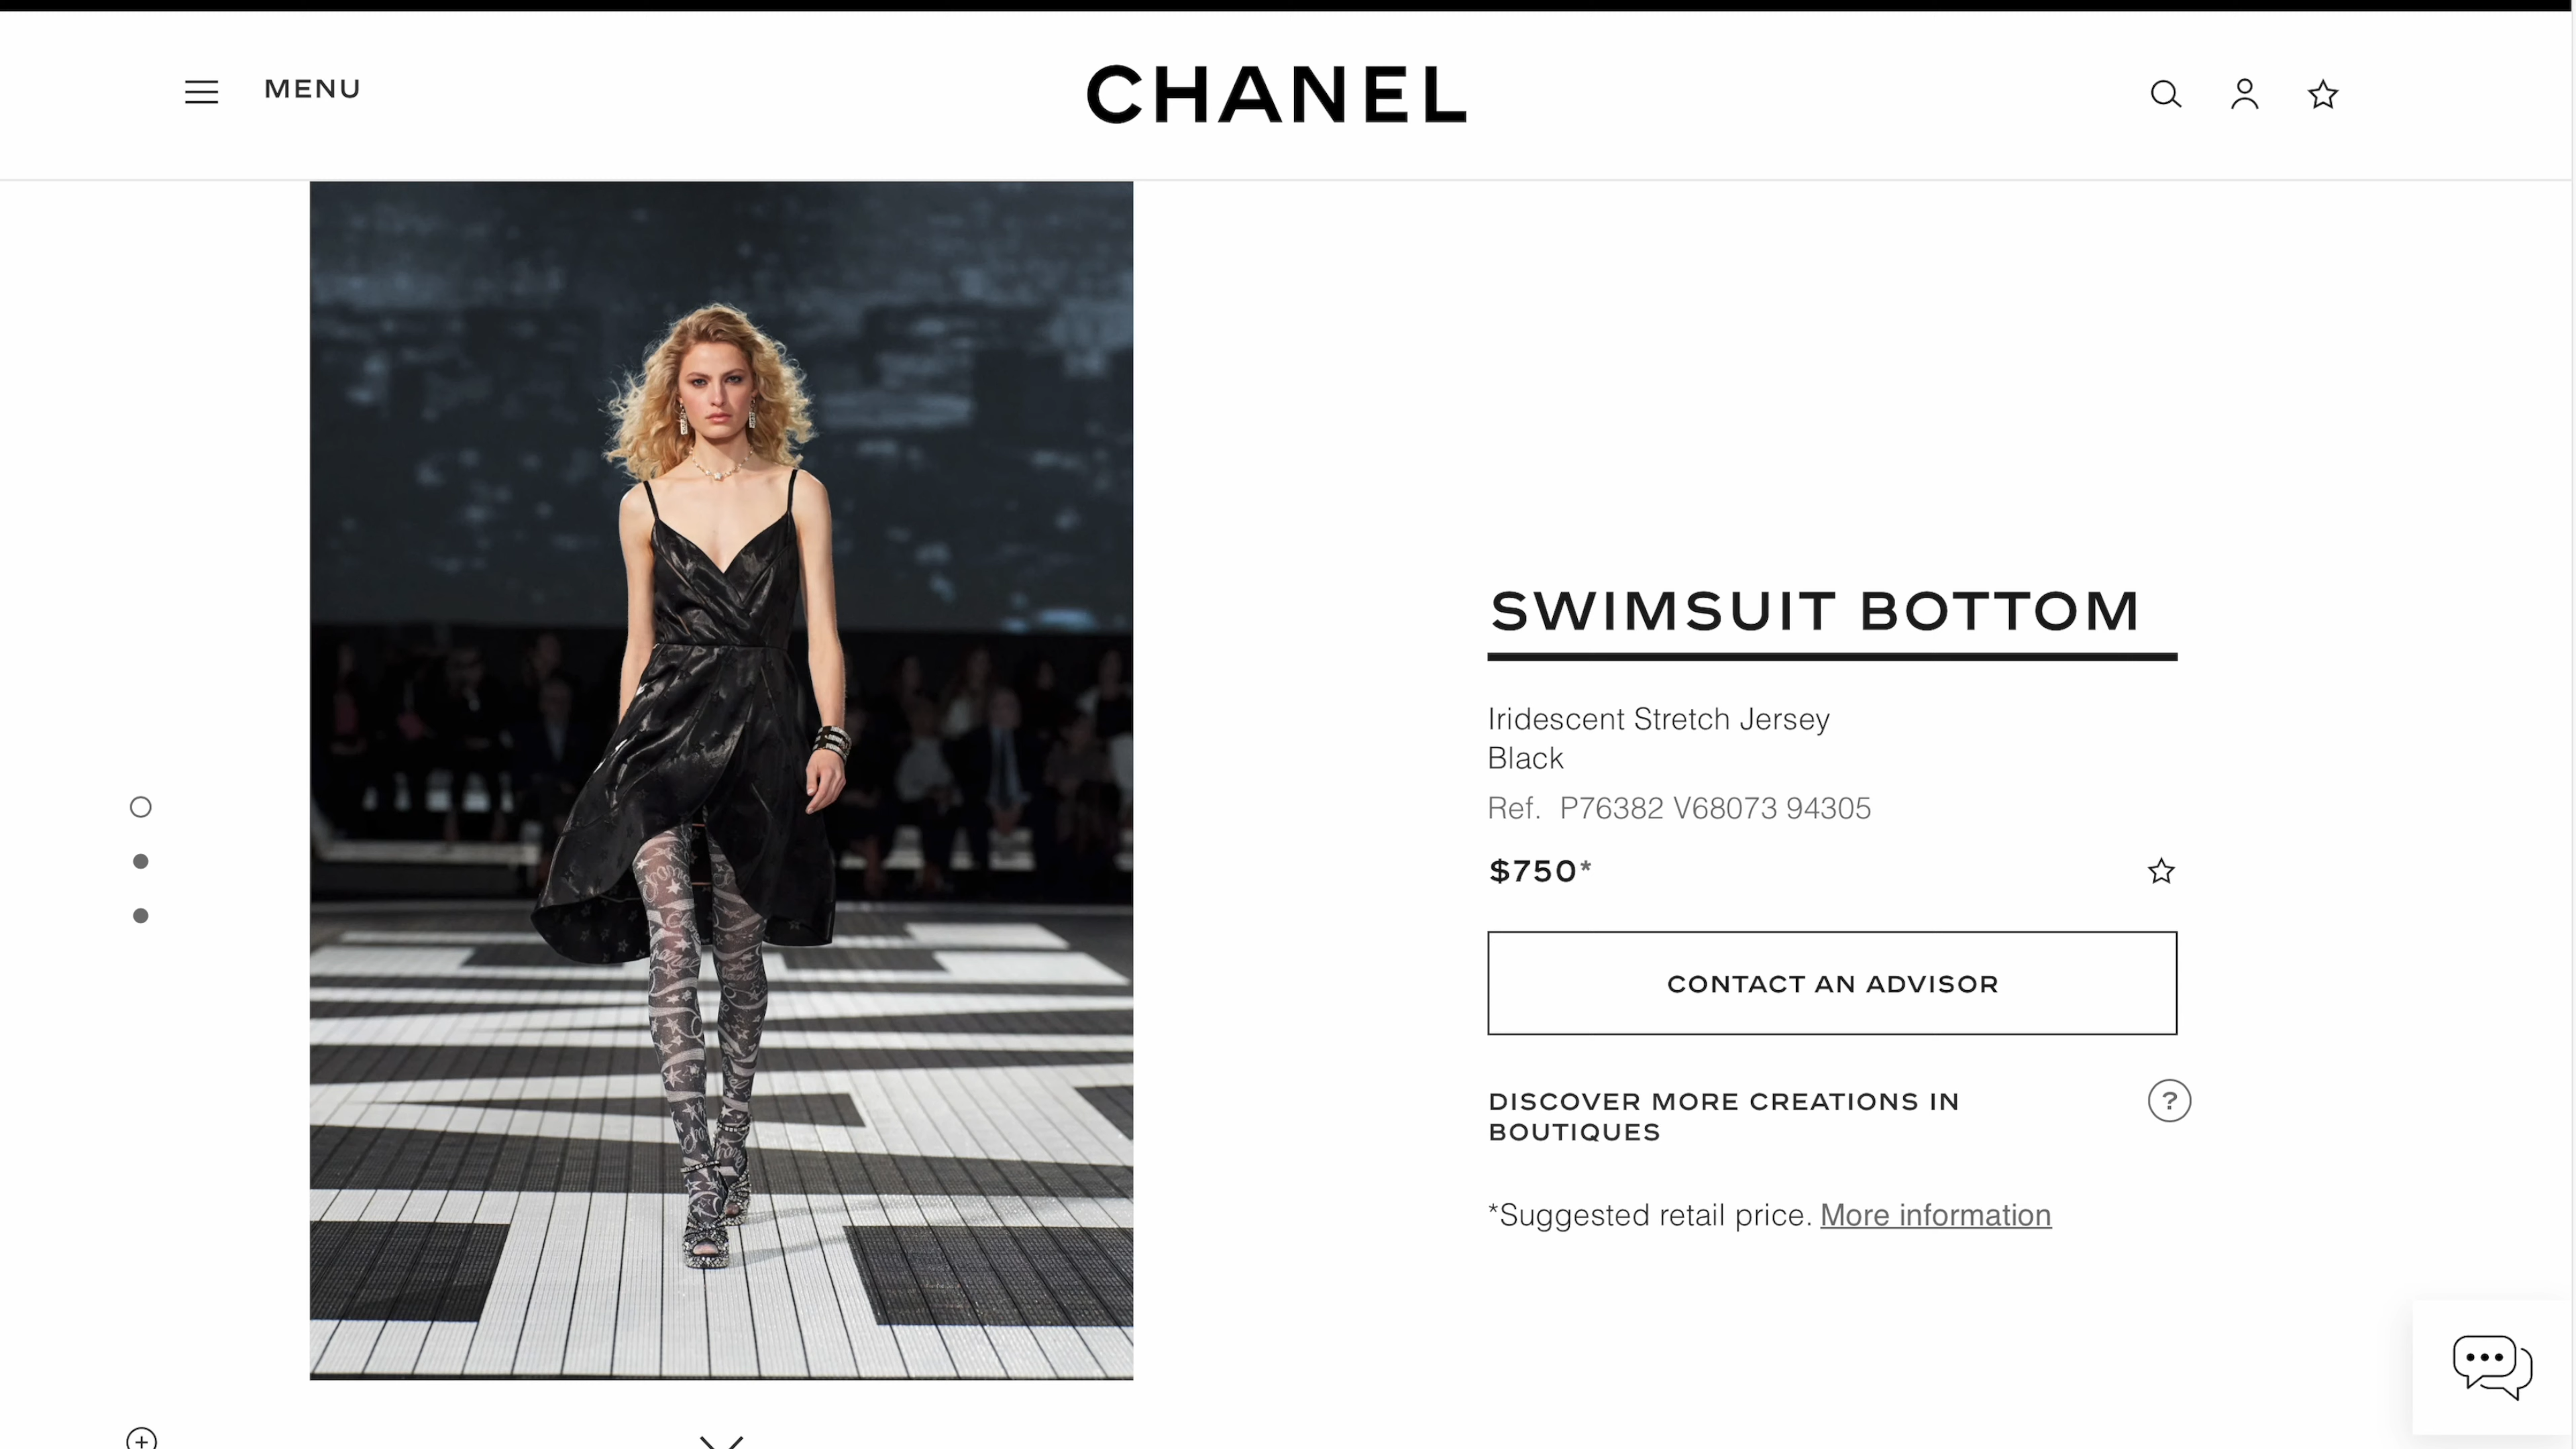 MENU
CHANEL
SWIMSUIT BOTTOM
Iridescent Stretch Jersey
Black
Ref. P76382 V68073 94305
$750*
CONTACT AN ADVISOR
DISCOVER MORE CREATIONS IN
BOUTIQUES
?
*Suggested retail price. More information